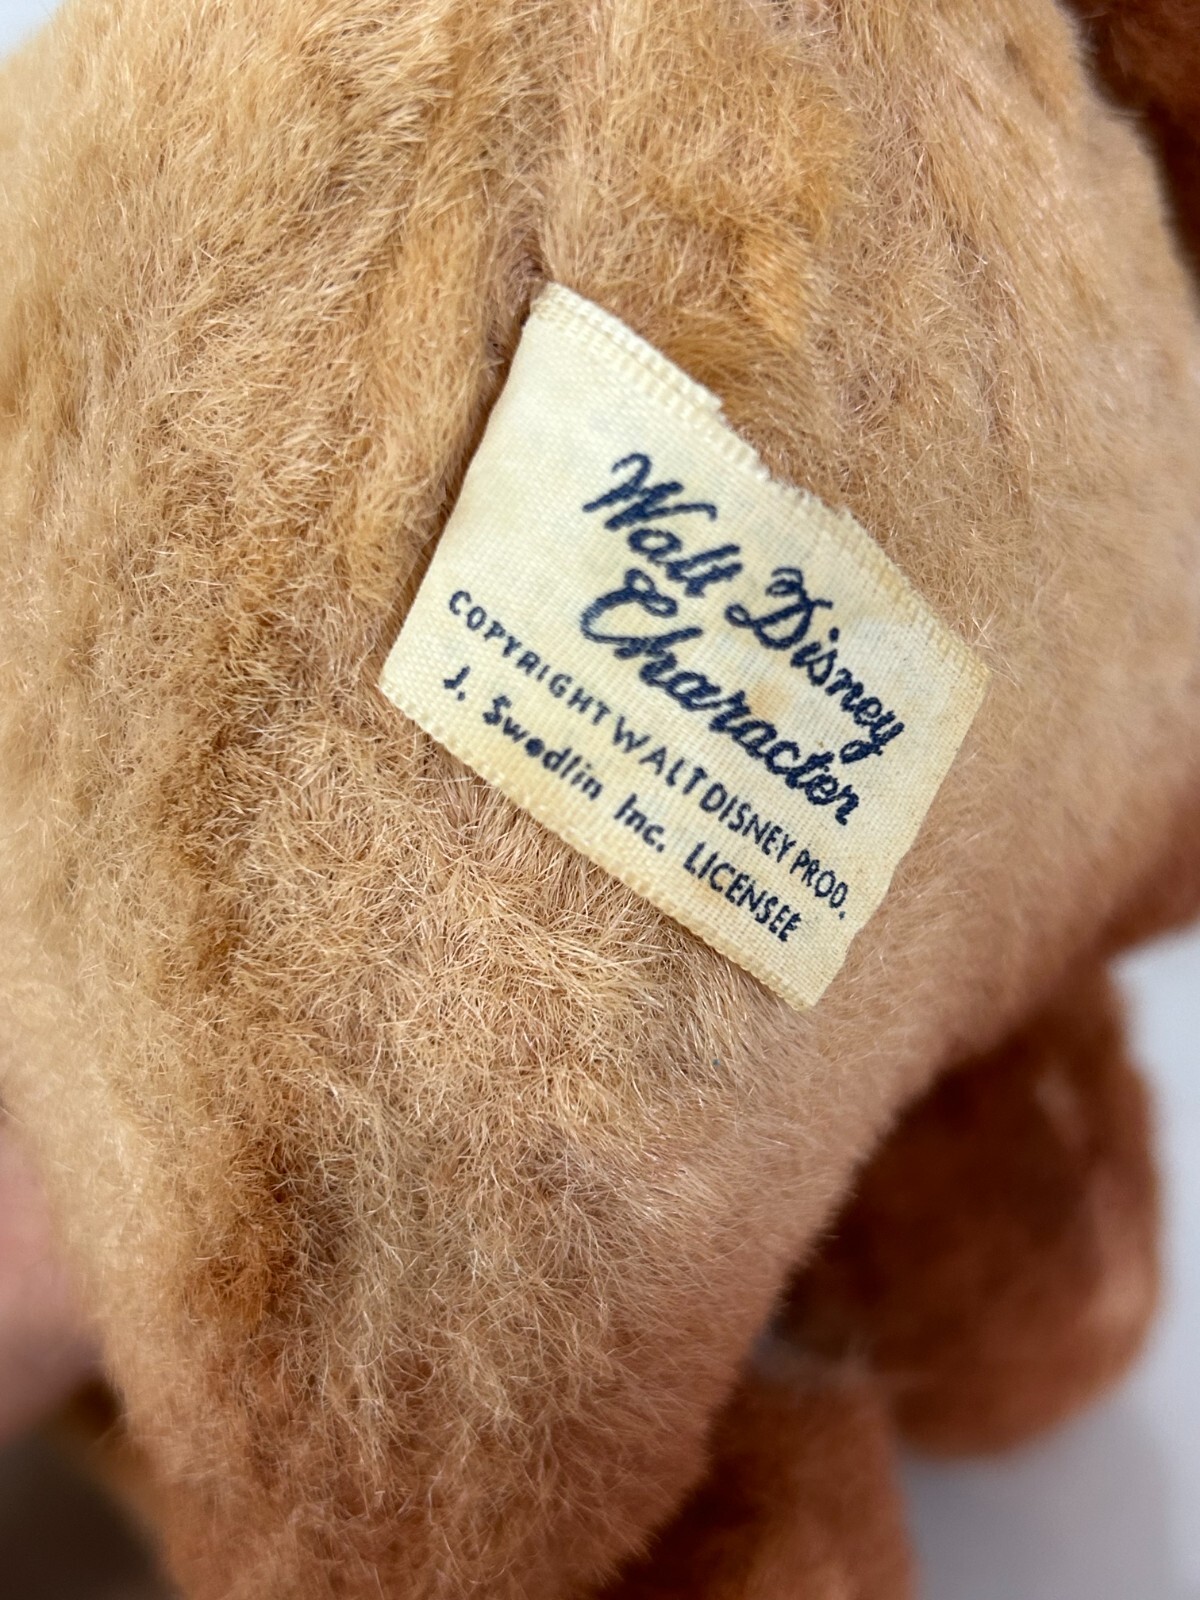 Walt Disney
Character
COPYRIGHT WALT DISNEY PROD.
J. Swedlin Inc. LICENSEE